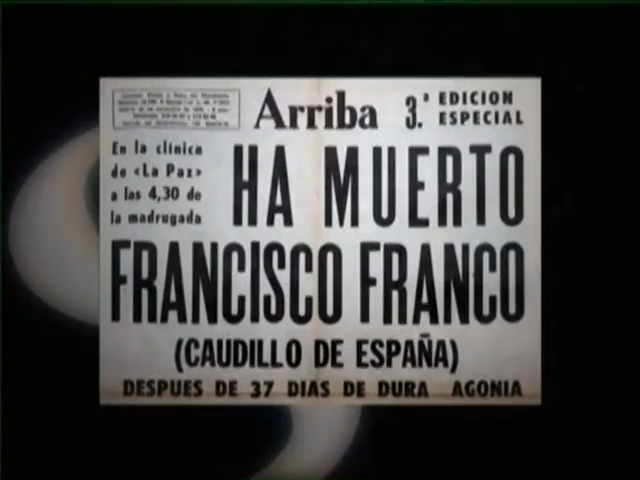 Arriba
3.ª EDICION
ESPECIAL
En la clínica
de «La Paz»
a las 4,30 de
la madrugada
HA MUERTO
FRANCISCO FRANCO
(CAUDILLO DE ESPAÑA)
DESPUES DE 37 DIAS DE DURA AGONIA